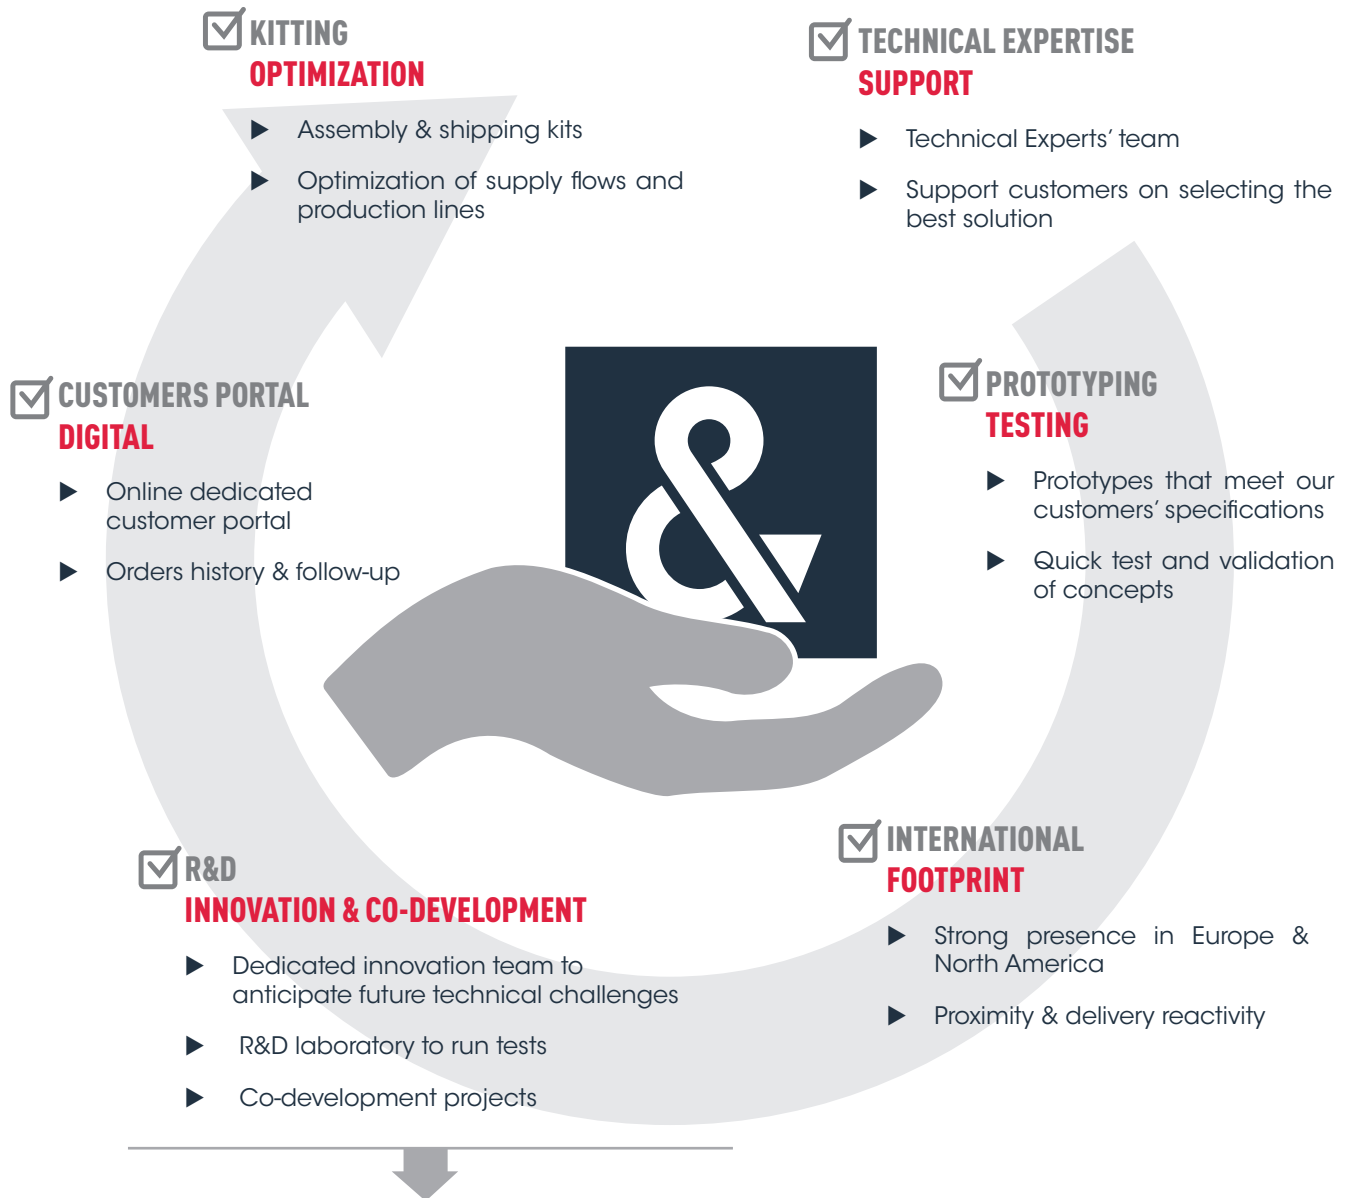 KITTING
OPTIMIZATION
Assembly & shipping kits
Optimization of supply flows and
production lines
TECHNICAL EXPERTISE
SUPPORT
Technical Experts’ team
Support customers on selecting the
best solution
CUSTOMERS PORTAL
DIGITAL
Online dedicated
customer portal
Orders history & follow-up
&
PROTOTYPING
TESTING
Prototypes that meet our
customers’ specifications
Quick test and validation
of concepts
R&D
INNOVATION & CO-DEVELOPMENT
Dedicated innovation team to
anticipate future technical challenges
R&D laboratory to run tests
Co-development projects
INTERNATIONAL
FOOTPRINT
Strong presence in Europe &
North America
Proximity & delivery reactivity